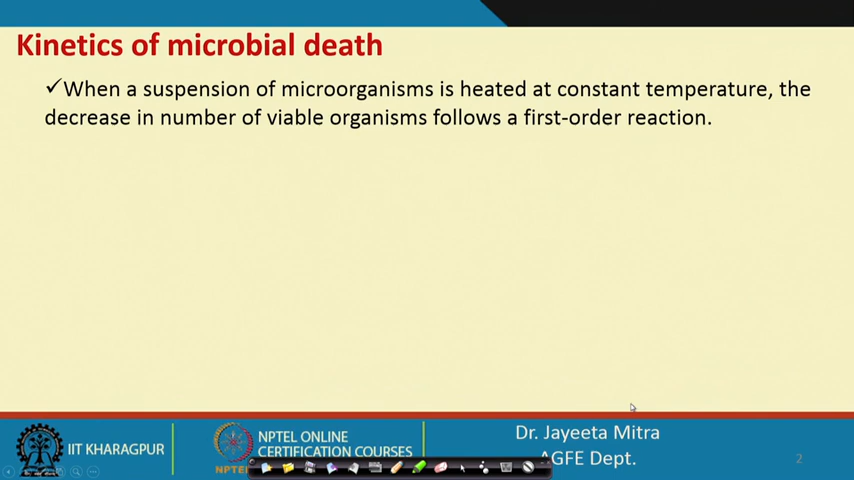 Kinetics of microbial death
✓When a suspension of microorganisms is heated at constant temperature, the
decrease in number of viable organisms follows a first-order reaction.
IIT KHARAGPUR
NPTEL ONLINE
CERTIFICATION COURSES
NPTEL
Dr. Jayeeta Mitra
AGFE Dept.
2